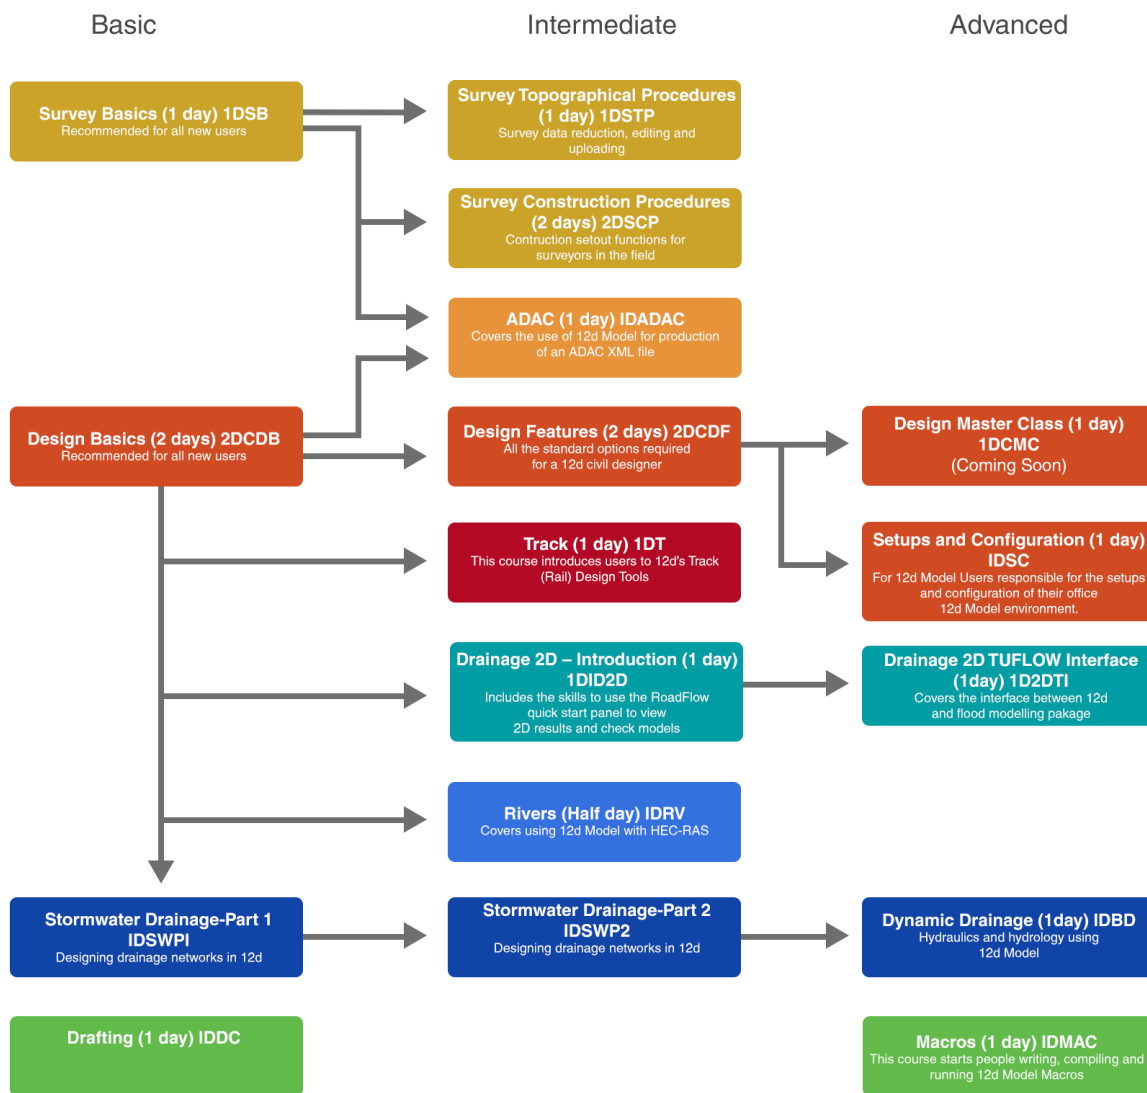 Basic
Intermediate
Advanced
Survey Basics (1 day) 1DSB
Recommended for all new users
Survey Topographical Procedures
(1 day) 1DSTP
Survey data reduction, editing and
uploading
Survey Construction Procedures
(2 days) 2DSCP
Contruction setout functions for
surveyors in the field
ADAC (1 day) IDADAC
Covers the use of 12d Model for production
of an ADAC XML file
Design Basics (2 days) 2DCDB
Recommended for all new users
Design Features (2 days) 2DCDF
All the standard options required
for a 12d civil designer
Design Master Class (1 day)
1DCMC
(Coming Soon)
Track (1 day) 1DT
This course introduces users to 12d's Track
(Rail) Design Tools
Setups and Configuration (1 day)
IDSC
For 12d Model Users responsible for the setups
and configuration of their office
12d Model environment.
Drainage 2D – Introduction (1 day)
1DID2D
Includes the skills to use the RoadFlow
quick start panel to view
2D results and check models
Drainage 2D TUFLOW Interface
(1day) 1D2DTI
Covers the interface between 12d
and flood modelling pakage
Rivers (Half day) IDRV
Covers using 12d Model with HEC-RAS
Stormwater Drainage-Part 1
IDSWPI
Designing drainage networks in 12d
Stormwater Drainage-Part 2
IDSWP2
Designing drainage networks in 12d
Dynamic Drainage (1day) IDBD
Hydraulics and hydrology using
12d Model
Drafting (1 day) IDDC
Macros (1 day) IDMAC
This course starts people writing, compiling and
running 12d Model Macros